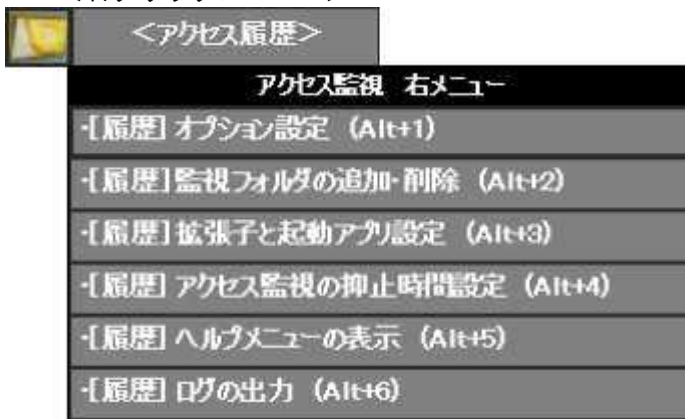 <アクセス履歴>
アクセス監視 右メニュー
-[履歴] オプション設定 (Alt+1)
-[履歴]監視フォルダの追加・削除 (Alt+2)
-[履歴]拡張子と起動アプリ設定 (Alt+3)
-[履歴] アクセス監視の抑止時間設定 (Alt+4)
-[履歴] ヘルプメニューの表示 (Alt+5)
-[履歴] ログの出力 (Alt+6)